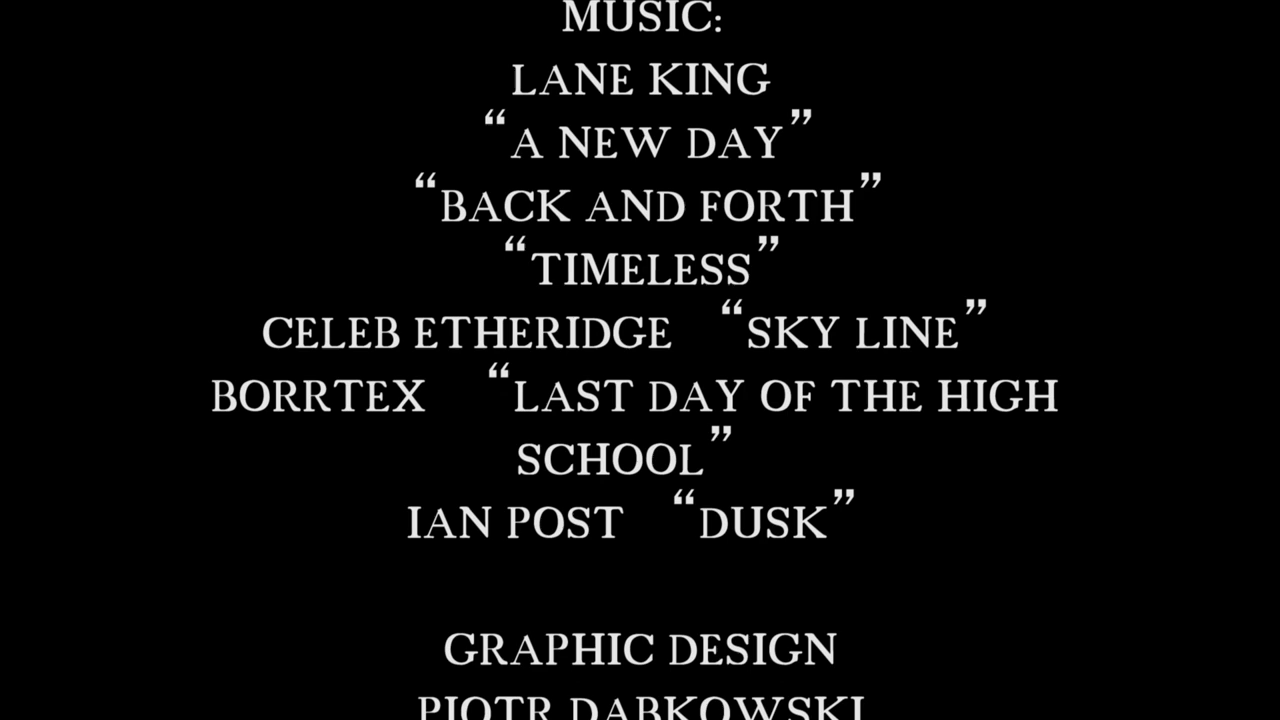 MUSIC:
LANE KING
“A NEW DAY”
“BACK AND FORTH”
“TIMELESS”
CELEB ETHERIDGE “SKY LINE”
BORRTEX “LAST DAY OF THE HIGH
SCHOOL”
IAN POST “DUSK”
GRAPHIC DESIGN
PIOTR DABKOWSKI